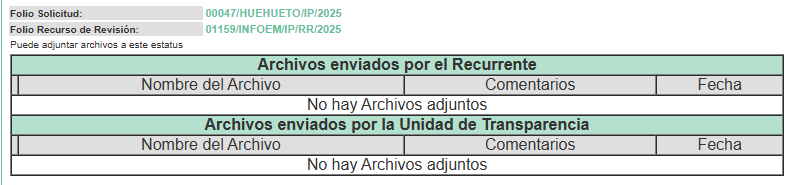 Folio Solicitud: 00047/HUEHUETO/IP/2025
Folio Recurso de Revisión: 01159/INFOEM/IP/RR/2025
Puede adjuntar archivos a este estatus
Archivos enviados por el Recurrente
Nombre del Archivo Comentarios Fecha
No hay Archivos adjuntos
Archivos enviados por la Unidad de Transparencia
Nombre del Archivo Comentarios Fecha
No hay Archivos adjuntos